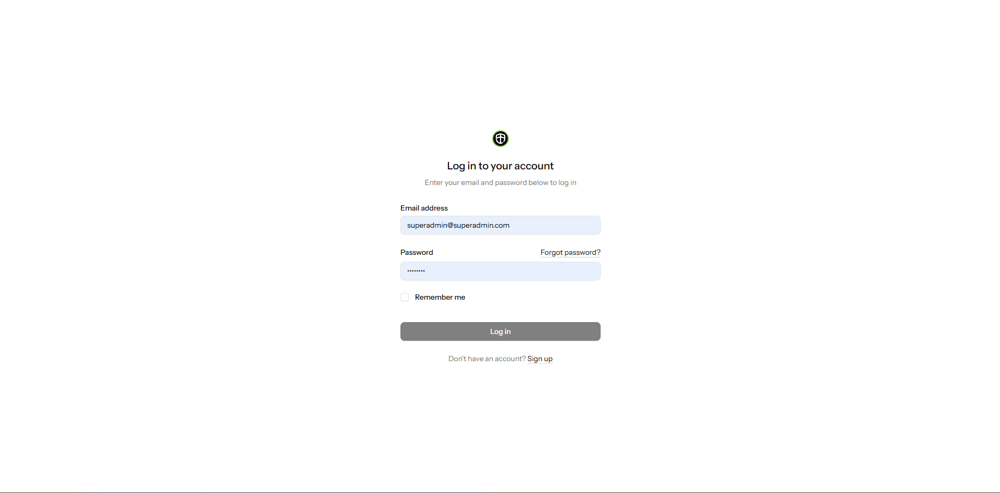 Log in to your account
Enter your email and password below to log in
Email address
superadmin@superadmin.com
Password Forgot password?
••••••••
Remember me
Log in
Don't have an account? Sign up